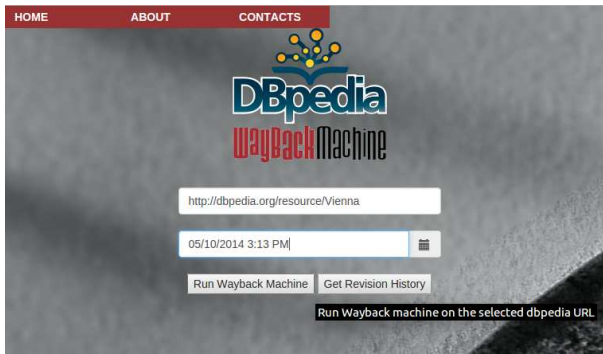 HOME ABOUT CONTACTS
DBpedia
WayBackMachine
http://dbpedia.org/resource/Vienna
05/10/2014 3:13 PM
Run Wayback Machine Get Revision History
Run Wayback machine on the selected dbpedia URL